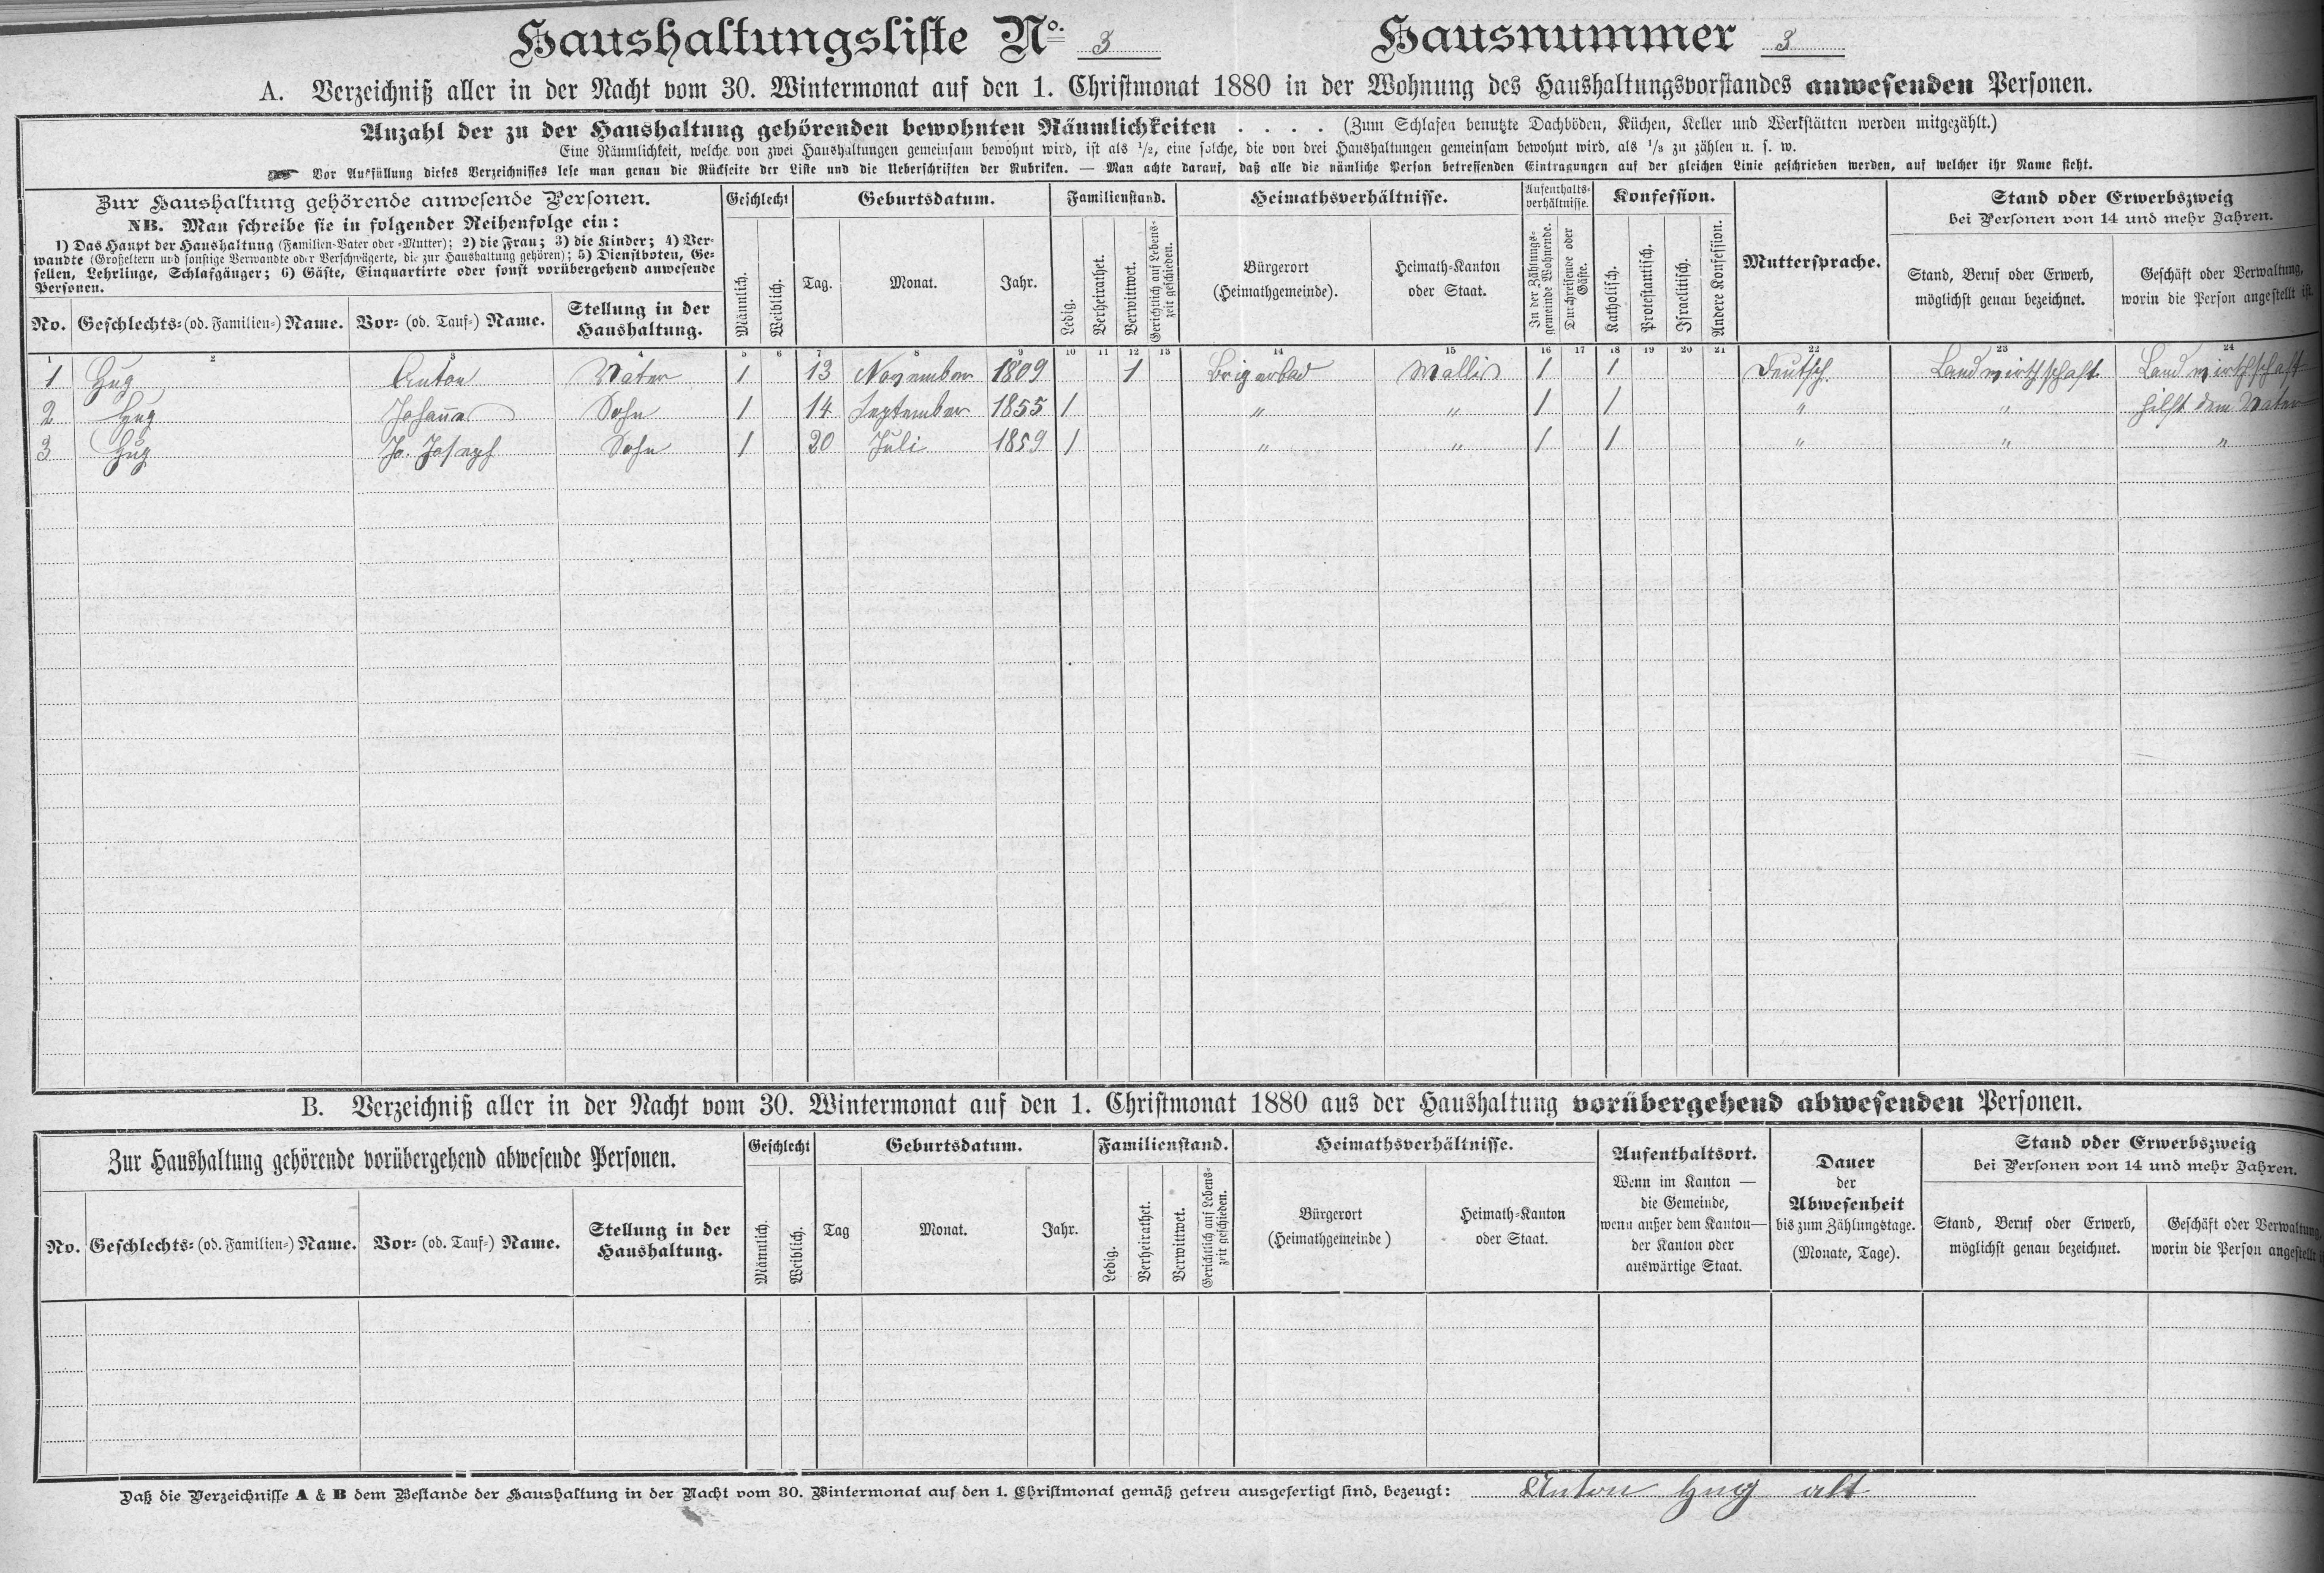 Haushaltungsliste No. 3 Hausnummer 3
A. Verzeichniß aller in der Nacht vom 30. Wintermonat auf den 1. Christmonat 1880 in der Wohnung des Haushaltungsvorstandes anwesenden Personen.
Anzahl der zu der Haushaltung gehörenden bewohnten Räumlichkeiten . . . . (Zum Schlafen benutzte Dachböden, Küchen, Keller und Werkstätten werden mitgezählt.)
Eine Räumlichkeit, welche von zwei Haushaltungen gemeinsam bewohnt wird, ist als 1/2, eine solche, die von drei Haushaltungen gemeinsam bewohnt wird, als 1/3 zu zählen u. s. w.
Vor Ausfüllung dieses Verzeichnisses lese man genau die Rückseite der Liste und die Ueberschriften der Rubriken. — Man achte darauf, daß alle die nämliche Person betreffenden Eintragungen auf der gleichen Linie geschrieben werden, auf welcher ihr Name steht.
Zur Haushaltung gehörende anwesende Personen.
NB. Man schreibe sie in folgender Reihenfolge ein:
1) Das Haupt der Haushaltung (Familien-Vater oder -Mutter); 2) die Frau; 3) die Kinder; 4) Ver-
wandte (Großeltern und sonstige Verwandte oder Verschwägerte, die zur Haushaltung gehören); 5) Dienstboten, Ge-
sellen, Lehrlinge, Schlafgänger; 6) Gäste, Einquartirte oder sonst vorübergehend anwesende
Personen.
No. Geschlechts- (od. Familien-) Name. Vor- (od. Tauf-) Name. Stellung in der
Haushaltung.
Geschlecht
Männlich.
Weiblich.
Geburtsdatum.
Tag. Monat. Jahr.
Familienstand.
Ledig.
Verheirathet.
Verwittwet.
Gerichtlich auf Lebens-
zeit geschieden.
Heimathsverhältnisse.
Bürgerort
(Heimathgemeinde).
Heimath-Kanton
oder Staat.
Aufenthalts-
verhältnisse.
In der Zählungs-
gemeinde Wohnende.
Durchreisende oder
Gäste.
Konfession.
Katholisch.
Protestantisch.
Israelitisch.
Andere Konfession.
Muttersprache.
Stand oder Erwerbszweig
bei Personen von 14 und mehr Jahren.
Stand, Beruf oder Erwerb,
möglichst genau bezeichnet.
Geschäft oder Verwaltung,
worin die Person angestellt ist.
1 2 3 4 5 6 7 8 9 10 11 12 13 14 15 16 17 18 19 20 21 22 23 24
1 Hug Anton Vater 1 13 November 1809 1 Brigerbad Wallis 1 1 Deutsch Landwirthschaft Landwirthschaft
2 Hug Johannes Sohn 1 14 September 1855 1 " " 1 1 " " hilft dem Vater
3 Hug Jo. Joseph Sohn 1 20 Juli 1859 1 " " 1 1 " " "
B. Verzeichniß aller in der Nacht vom 30. Wintermonat auf den 1. Christmonat 1880 aus der Haushaltung vorübergehend abwesenden Personen.
Zur Haushaltung gehörende vorübergehend abwesende Personen.
No. Geschlechts- (od. Familien-) Name. Vor- (od. Tauf-) Name. Stellung in der
Haushaltung.
Geschlecht
Männlich.
Weiblich.
Geburtsdatum.
Tag Monat. Jahr.
Familienstand.
Ledig.
Verheirathet.
Verwittwet.
Gerichtlich auf Lebens-
zeit geschieden.
Heimathsverhältnisse.
Bürgerort
(Heimathgemeinde)
Heimath-Kanton
oder Staat.
Aufenthaltsort.
Wenn im Kanton —
die Gemeinde,
wenn außer dem Kanton—
der Kanton oder
auswärtige Staat.
Dauer
der
Abwesenheit
bis zum Zählungstage.
(Monate, Tage).
Stand oder Erwerbszweig
bei Personen von 14 und mehr Jahren.
Stand, Beruf oder Erwerb,
möglichst genau bezeichnet.
Geschäft oder Verwaltung,
worin die Person angestellt
Daß die Verzeichnisse A & B dem Bestande der Haushaltung in der Nacht vom 30. Wintermonat auf den 1. Christmonat gemäß getreu ausgefertigt sind, bezeugt: Anton Hug alt